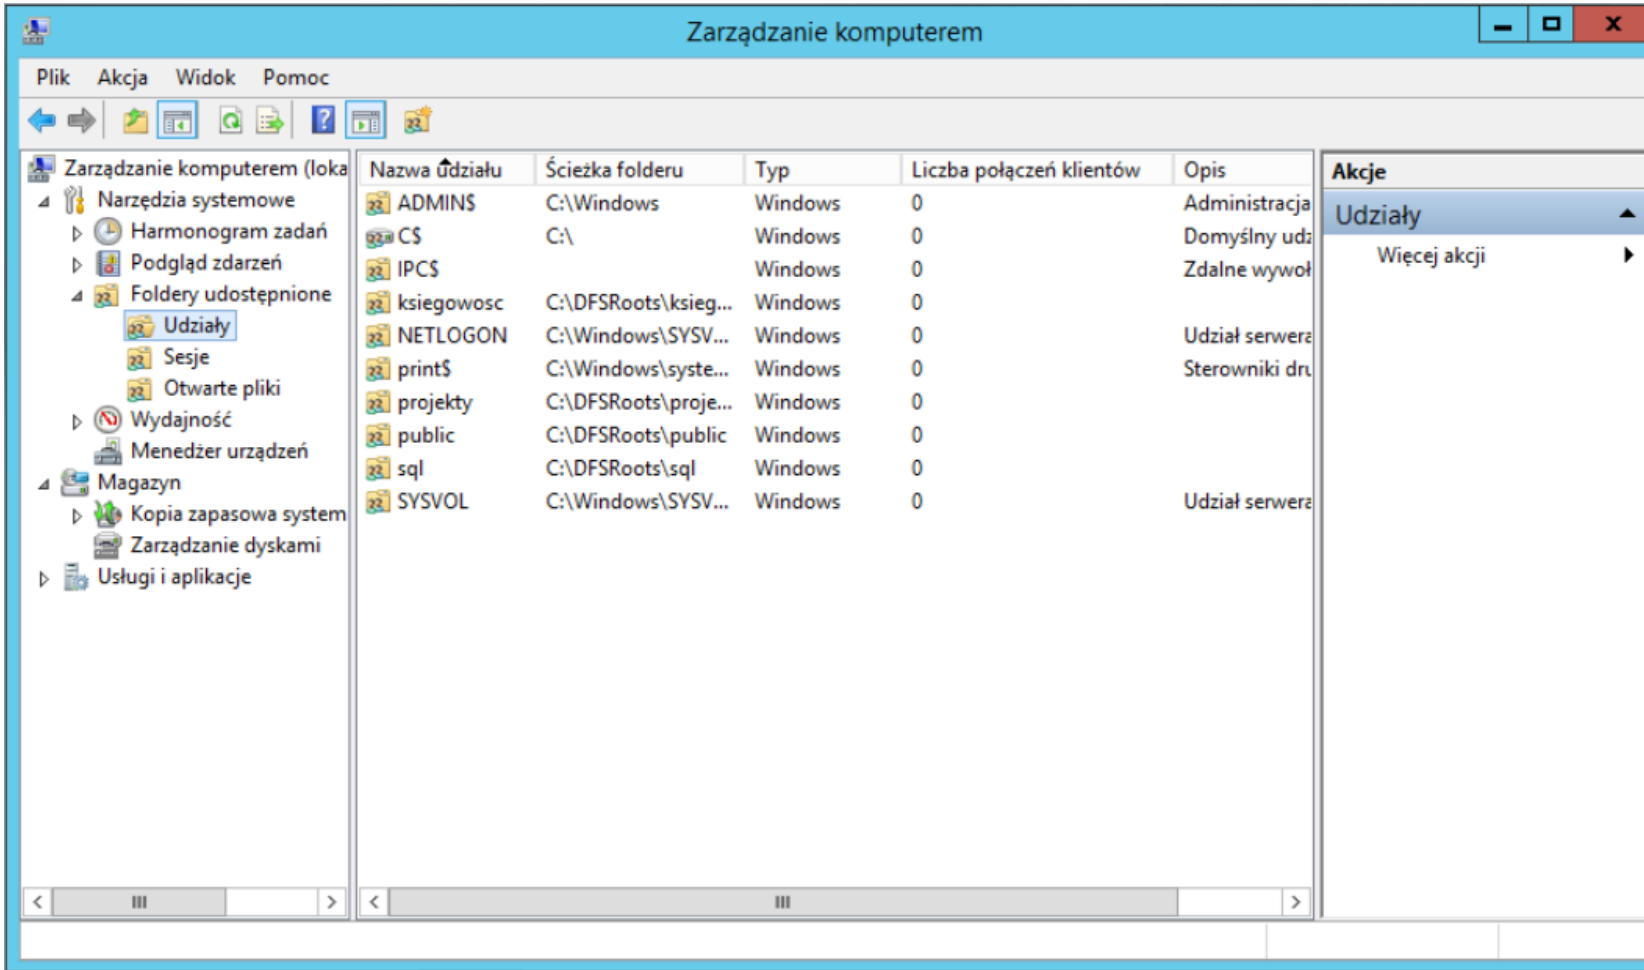 Zarządzanie komputerem
Plik Akcja Widok Pomoc
Zarządzanie komputerem (loka
Narzędzia systemowe
Harmonogram zadań
Podgląd zdarzeń
Foldery udostępnione
Udziały
Sesje
Otwarte pliki
Wydajność
Menedżer urządzeń
Magazyn
Kopia zapasowa system
Zarządzanie dyskami
Usługi i aplikacje
Nazwa udziału Ścieżka folderu Typ Liczba połączeń klientów Opis
ADMIN$ C:\Windows Windows 0 Administracja
C$ C:\ Windows 0 Domyślny udz
IPC$ Windows 0 Zdalne wywoł
ksiegowosc C:\DFSRoots\ksieg... Windows 0
NETLOGON C:\Windows\SYSV... Windows 0 Udział serwera
print$ C:\Windows\syste... Windows 0 Sterowniki dru
projekty C:\DFSRoots\proje... Windows 0
public C:\DFSRoots\public Windows 0
sql C:\DFSRoots\sql Windows 0
SYSVOL C:\Windows\SYSV... Windows 0 Udział serwera
Akcje
Udziały
Więcej akcji